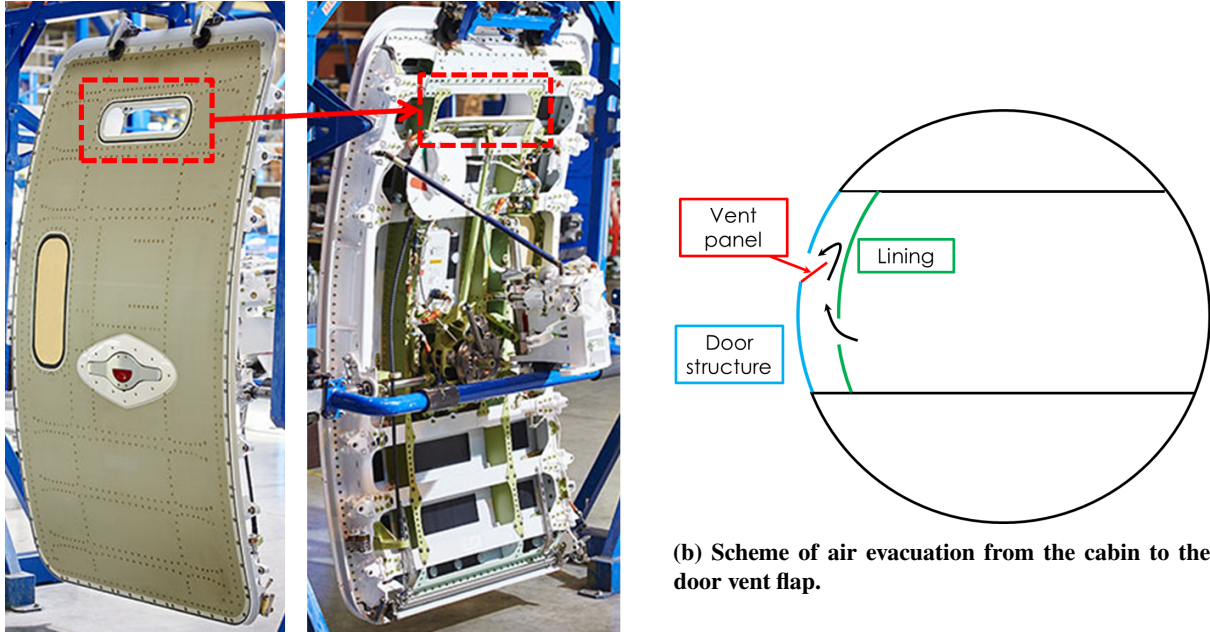 Vent
panel
Lining
Door
structure
(b) Scheme of air evacuation from the cabin to the
door vent flap.